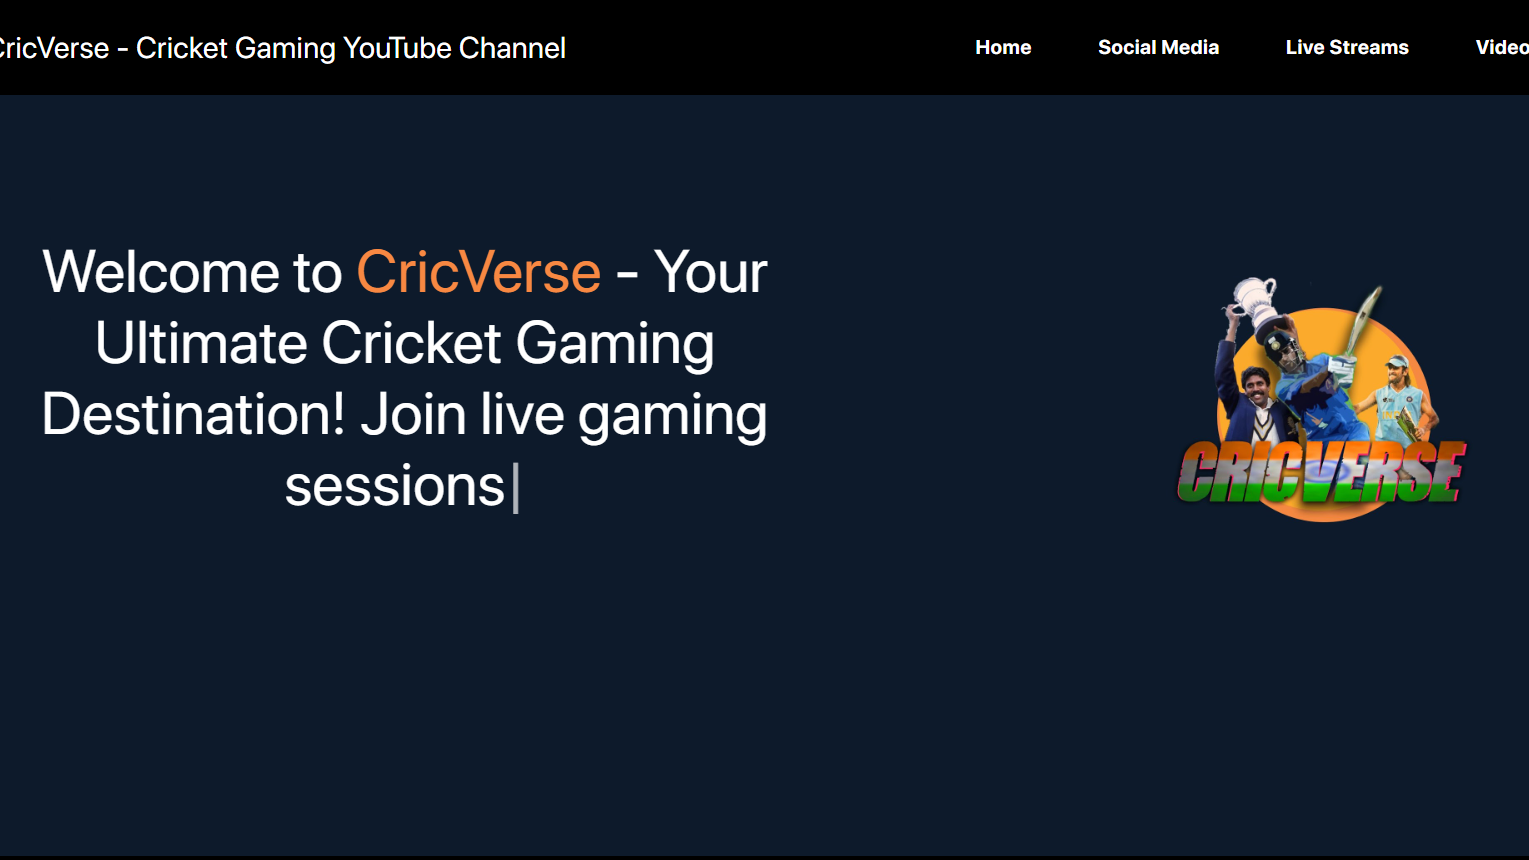 CricVerse - Cricket Gaming YouTube Channel
Home
Social Media
Live Streams
Video
Welcome to CricVerse - Your
Ultimate Cricket Gaming
Destination! Join live gaming
sessions
CRICVERSE